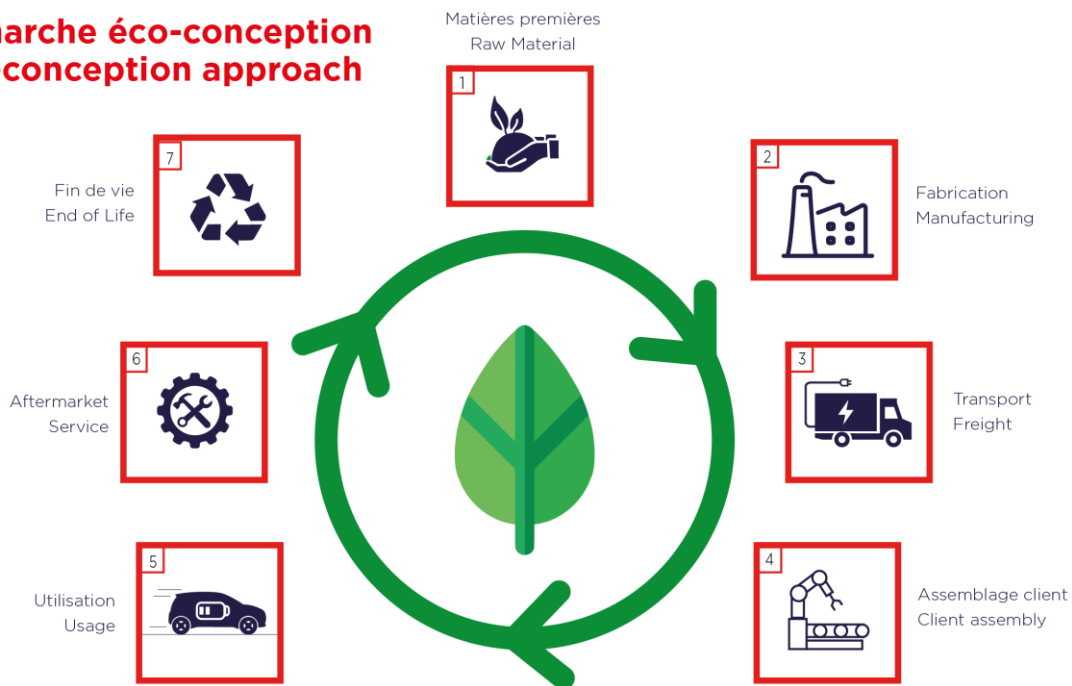 éco-conception
conception approach
Matières premières
Raw Material
1
2
Fabrication
Manufacturing
3
Transport
Freight
4
Assemblage client
Client assembly
5
Utilisation
Usage
6
Aftermarket
Service
7
Fin de vie
End of Life